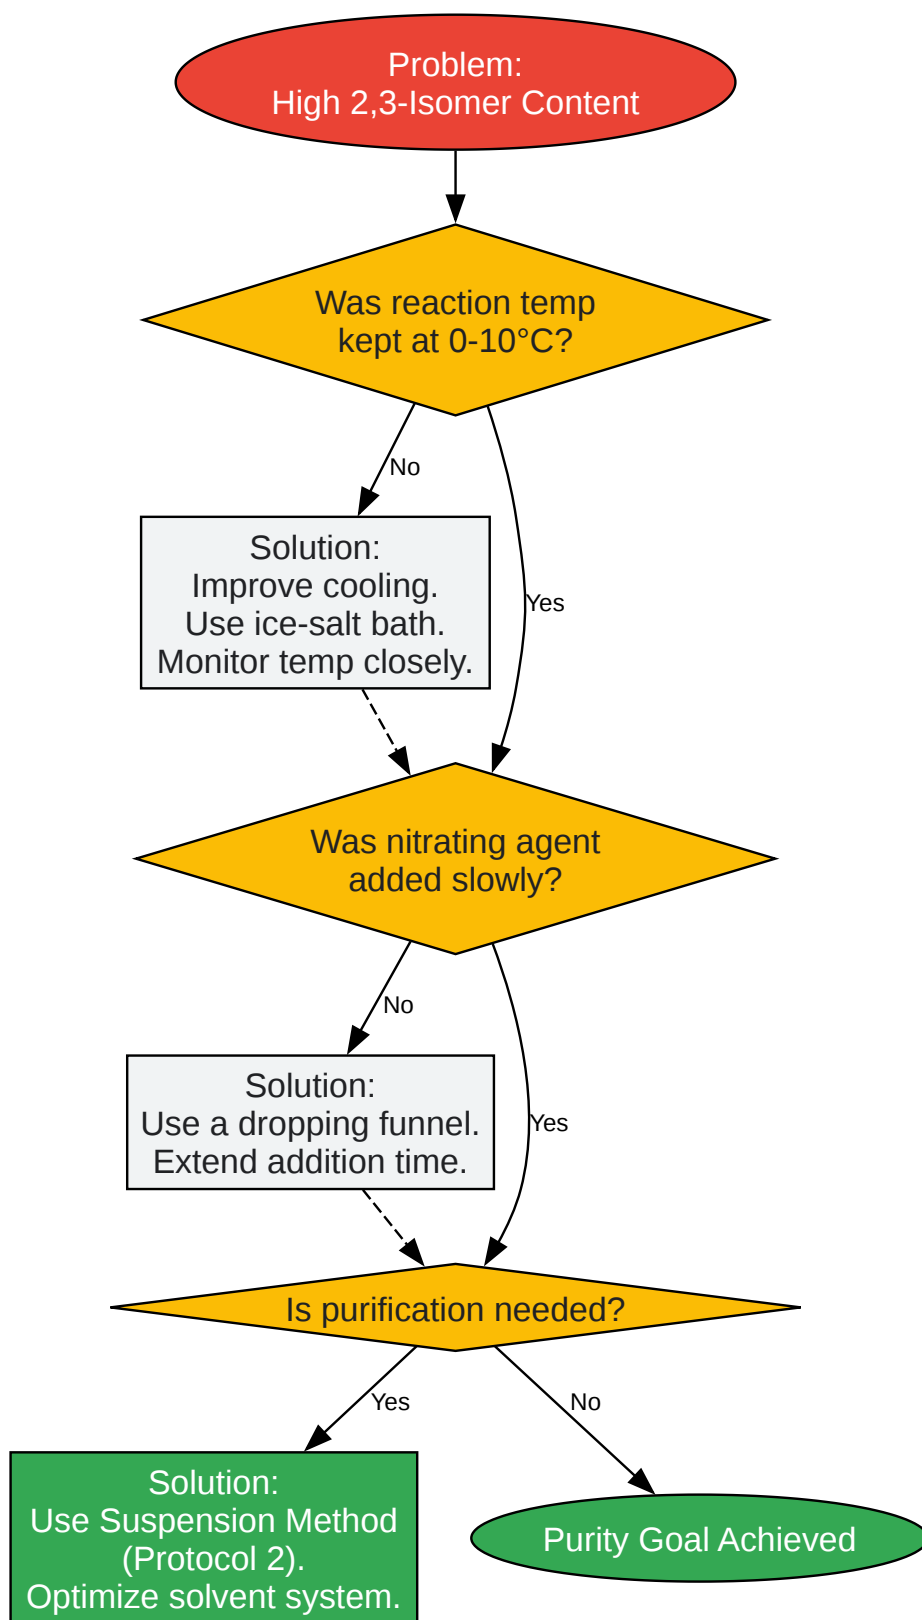 Problem:
High 2,3-Isomer Content
Was reaction temp
kept at 0-10°C?
No
Yes
Solution:
Improve cooling.
Use ice-salt bath.
Monitor temp closely.
Was nitrating agent
added slowly?
No
Yes
Solution:
Use a dropping funnel.
Extend addition time.
Is purification needed?
Yes
No
Solution:
Use Suspension Method
(Protocol 2).
Optimize solvent system.
Purity Goal Achieved